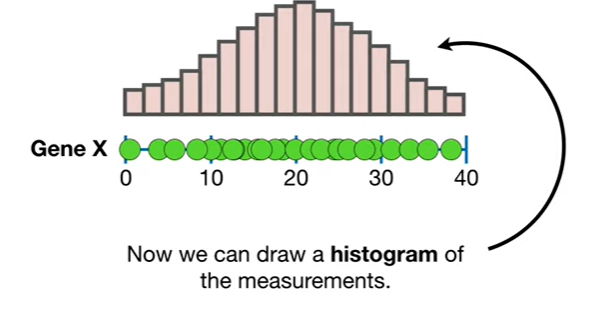 Gene X
0 10 20 30 40
Now we can draw a histogram of
the measurements.